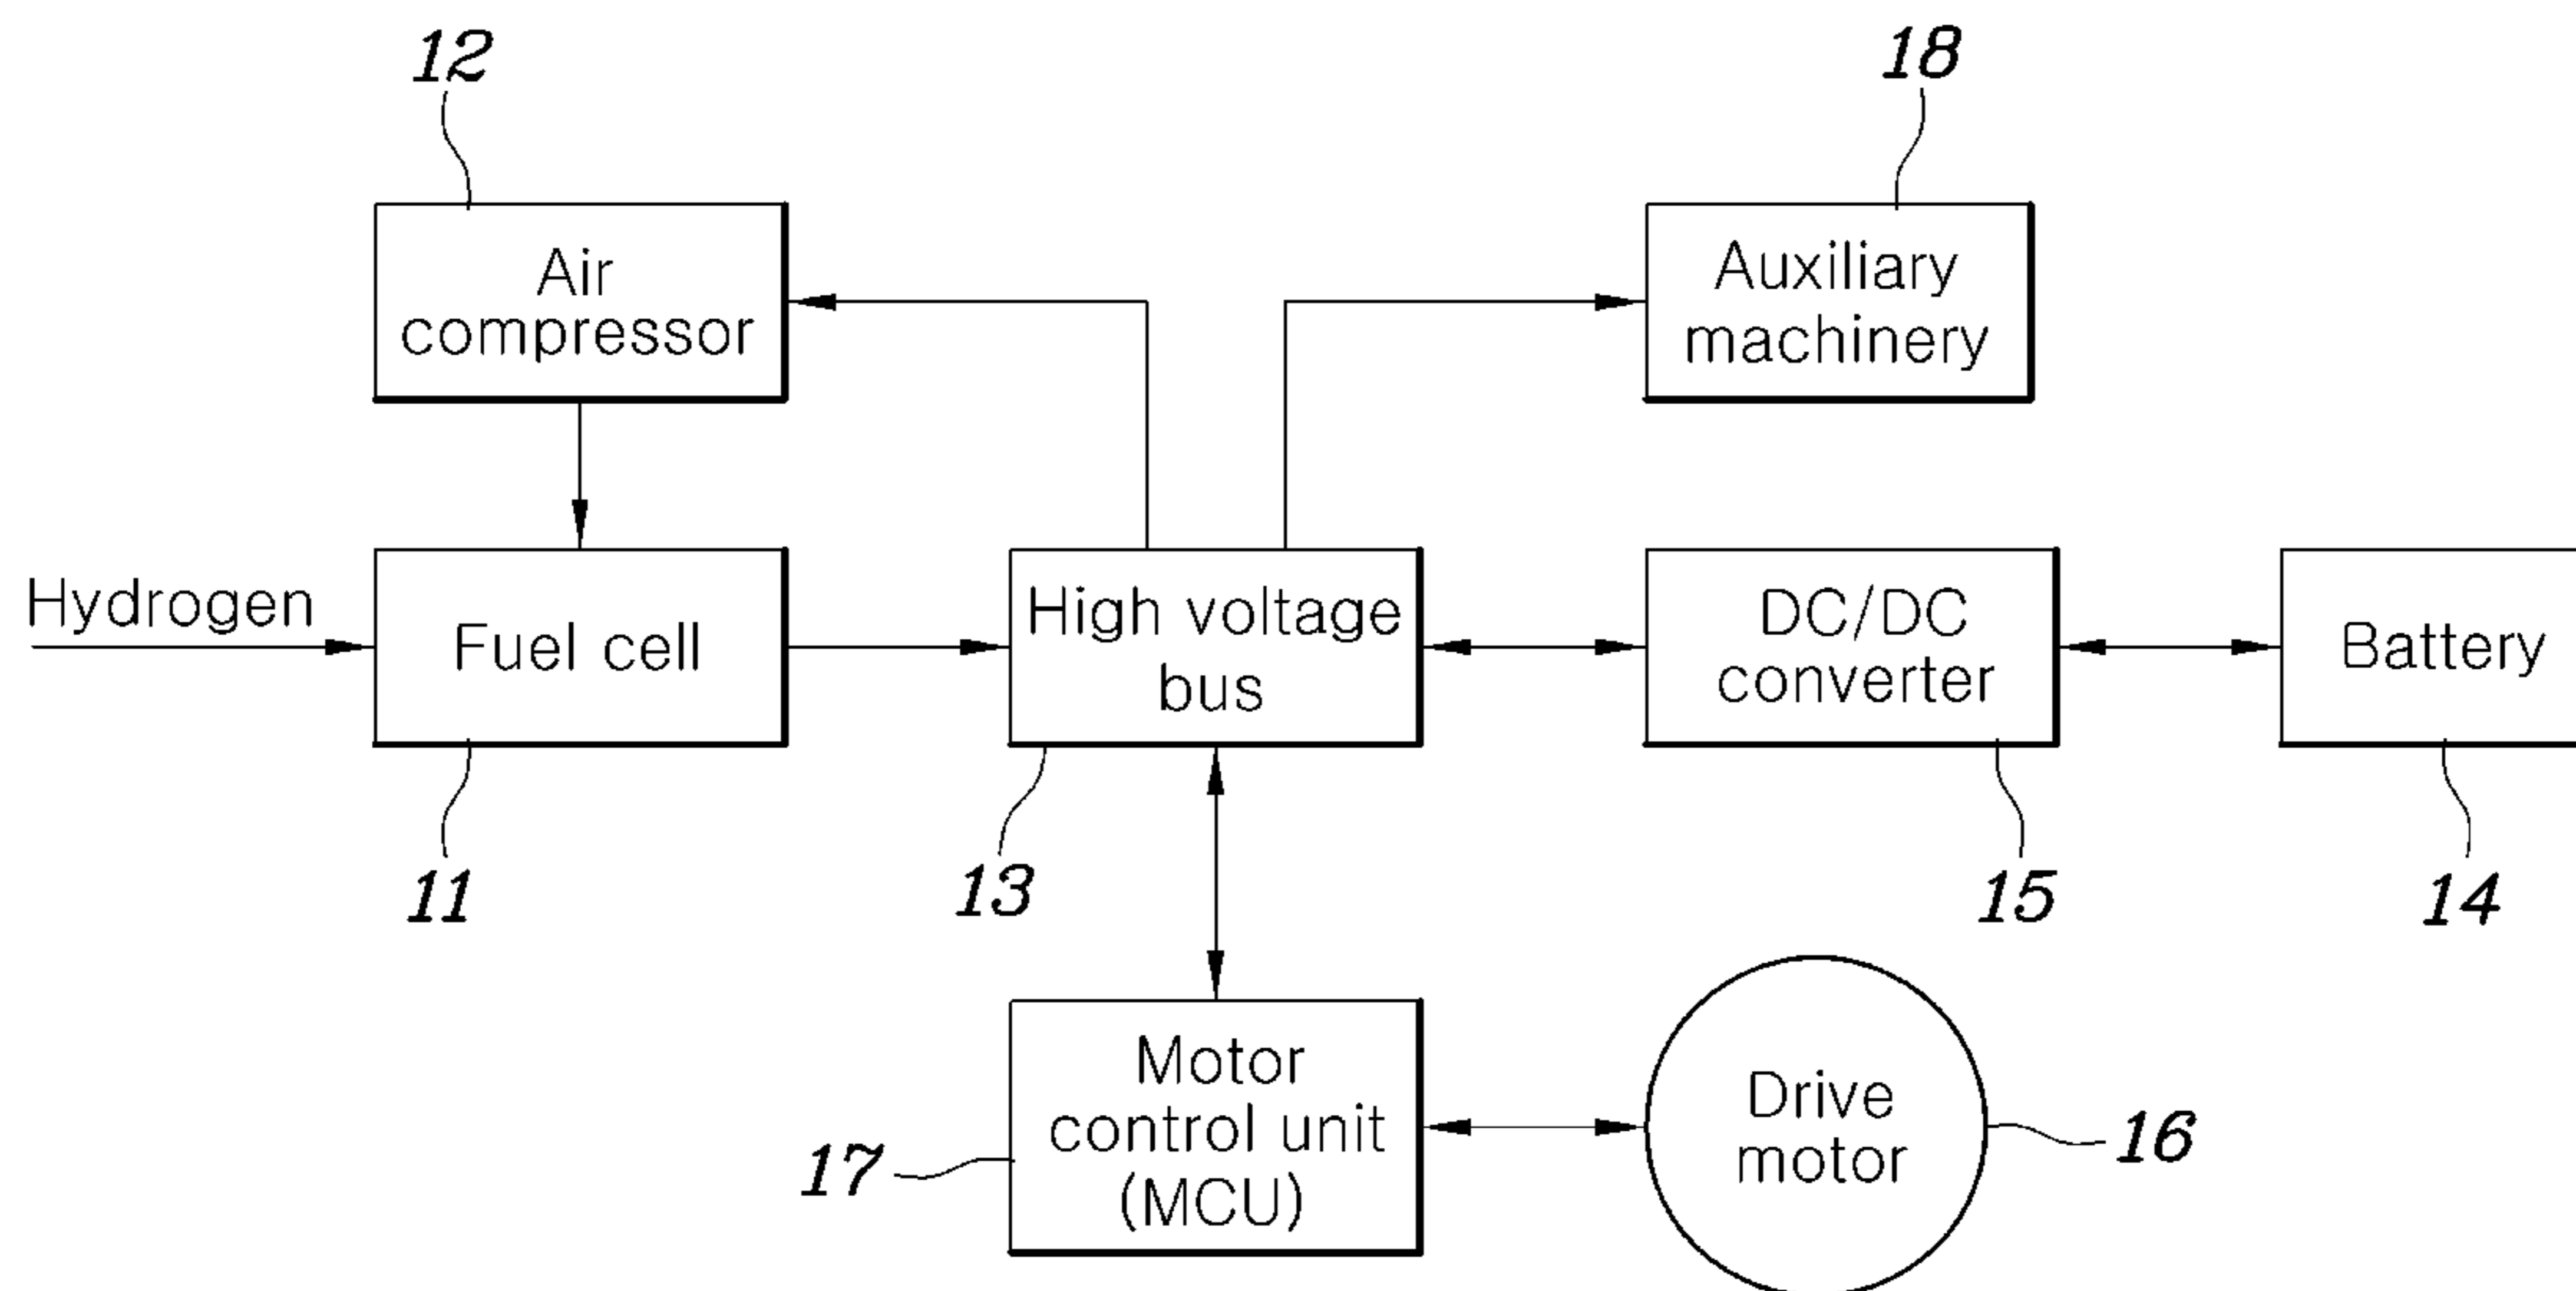 12
18
Air
compressor
Auxiliary
machinery
Hydrogen
Fuel cell
High voltage
bus
DC/DC
converter
Battery
11
13
15
14
Motor
control unit
(MCU)
17
Drive
motor
16